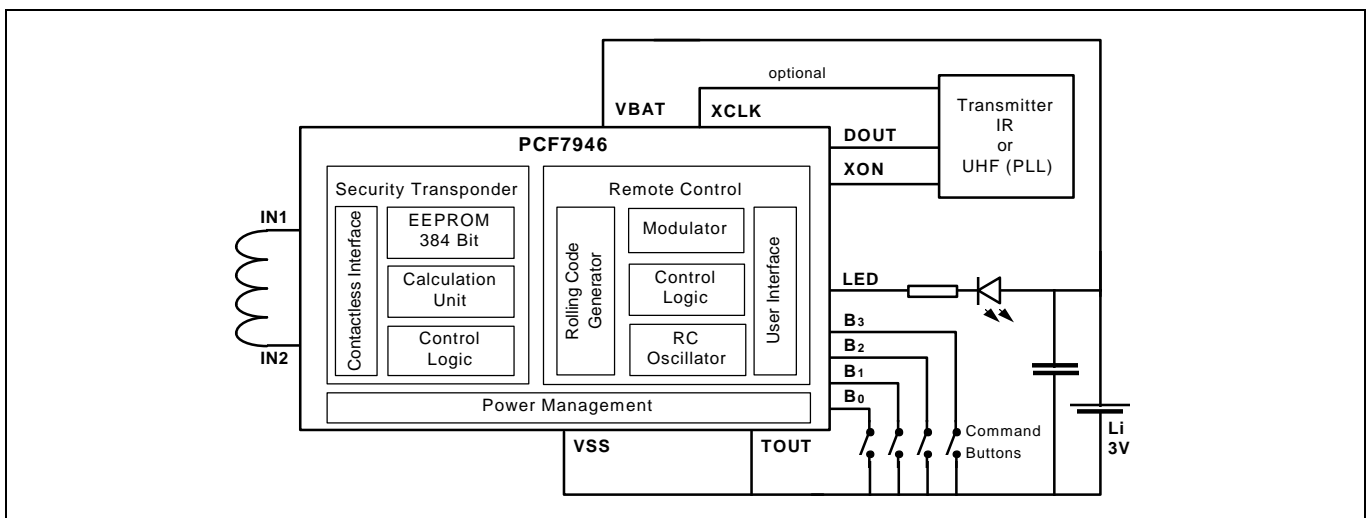 optional
VBAT
XCLK
Transmitter
IR
or
UHF (PLL)
DOUT
XON
PCF7946
Security Transponder
Contactless Interface
EEPROM
384 Bit
Calculation
Unit
Control
Logic
Remote Control
Rolling Code
Generator
Modulator
Control
Logic
RC
Oscillator
User Interface
Power Management
IN1
IN2
LED
B3
B2
B1
B0
VSS
TOUT
Command
Buttons
Li
3V